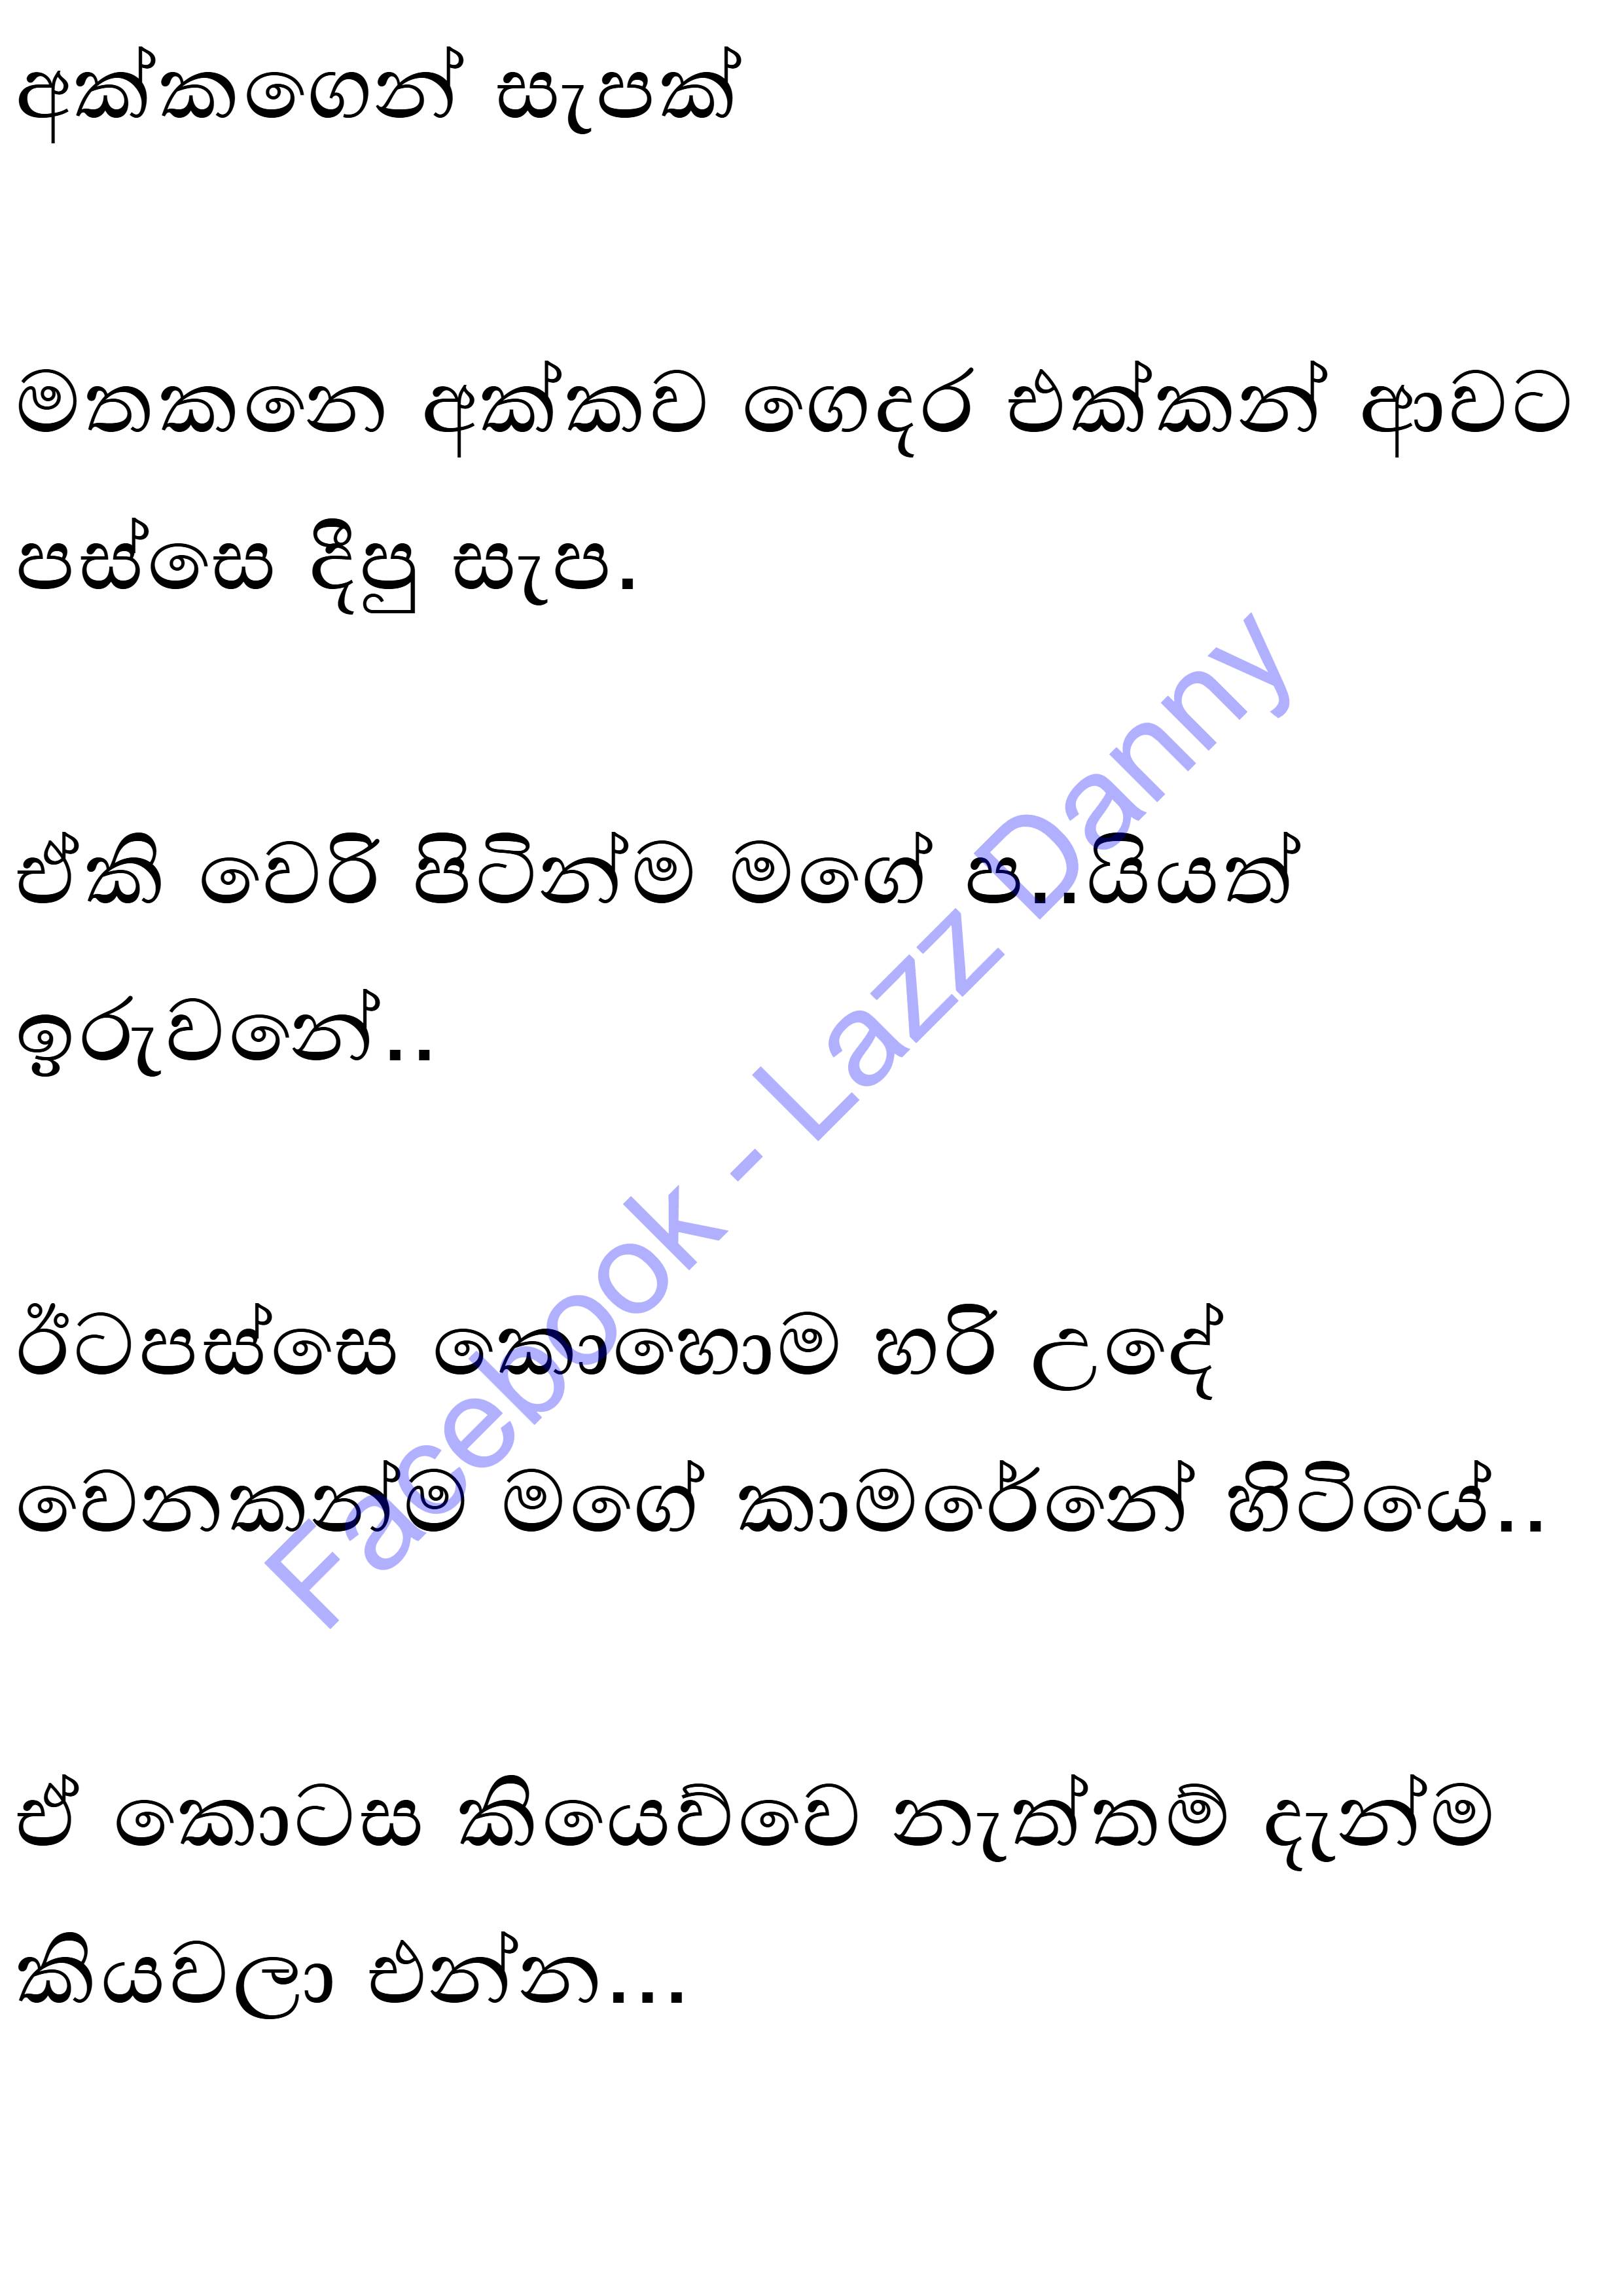 අක්කගෙන් සැපක්
මතකනෙ අක්කව ගෙදර එක්කන් ආවට
පස්සෙ දීපු සැප.
ඒකි වෙරි පිටින්ම මගේ ප..යියත්
ඉරුවනේ..
ඊටපස්සෙ කොහොම හරි උදේ
වෙනකන්ම මගේ කාමරේනේ හිටියේ..
ඒ කොටස කියෙව්වෙ නැත්තම් දැන්ම
කියවලා එන්න...
Facebook - Lazz Danny